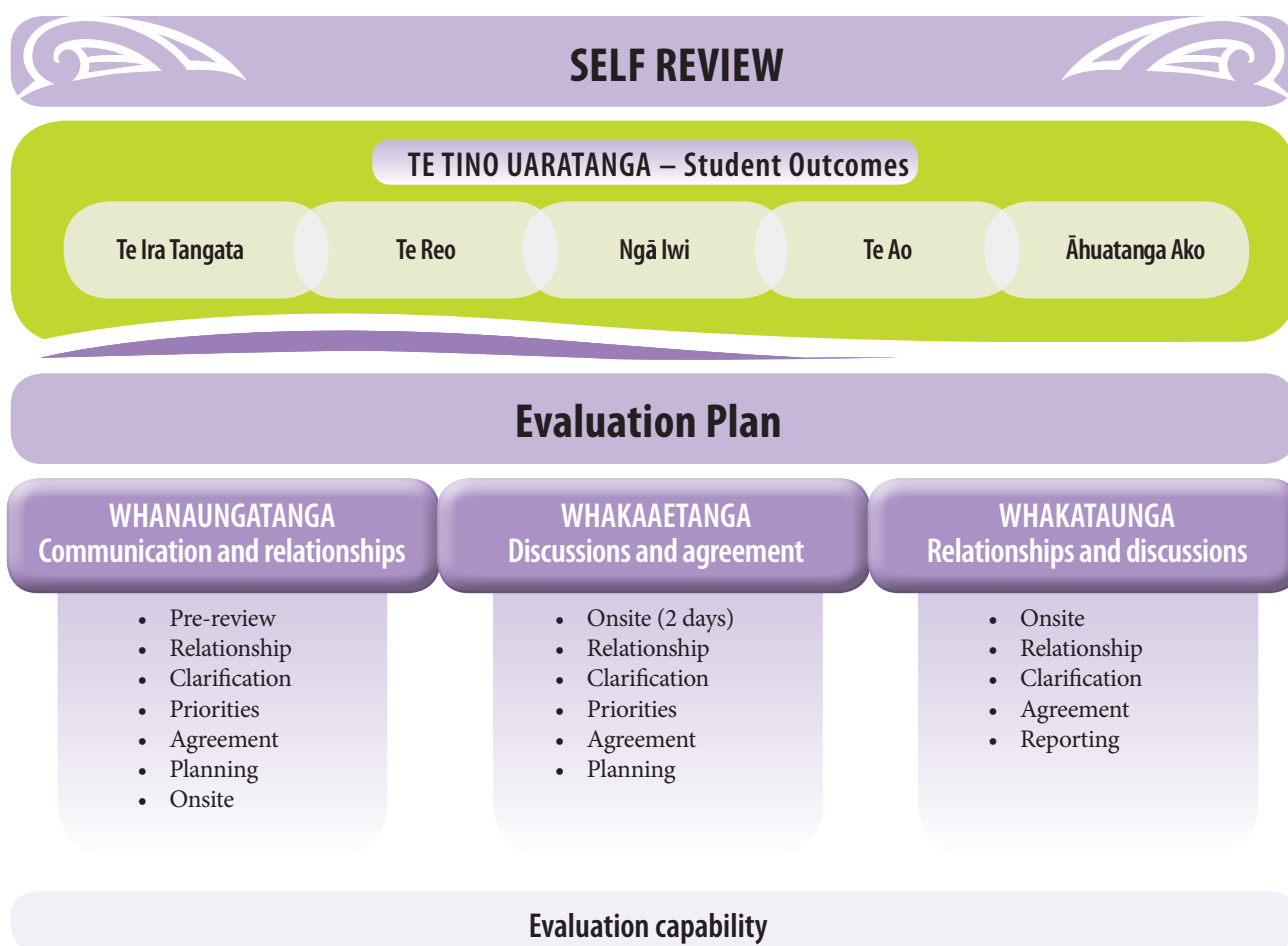 SELF REVIEW
TE TINO UARATANGA – Student Outcomes
Te Ira Tangata
Te Reo
Ngā Iwi
Te Ao
Āhuatanga Ako
Evaluation Plan
WHANAUNGATANGA
Communication and relationships
• Pre-review
• Relationship
• Clarification
• Priorities
• Agreement
• Planning
• Onsite
WHAKAAETANGA
Discussions and agreement
• Onsite (2 days)
• Relationship
• Clarification
• Priorities
• Agreement
• Planning
WHAKATAUNGA
Relationships and discussions
• Onsite
• Relationship
• Clarification
• Agreement
• Reporting
Evaluation capability